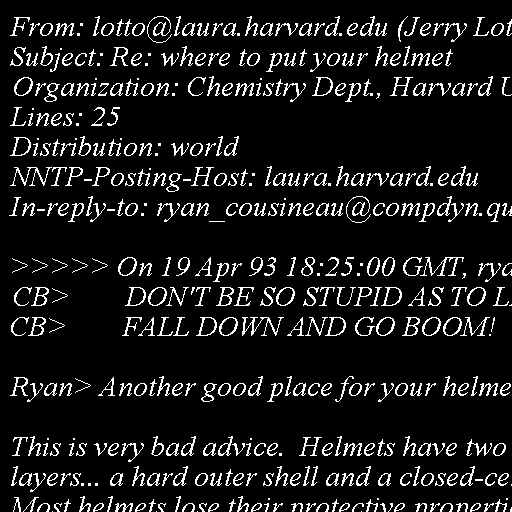 From: lotto@laura.harvard.edu (Jerry Lot
Subject: Re: where to put your helmet
Organization: Chemistry Dept., Harvard U
Lines: 25
Distribution: world
NNTP-Posting-Host: laura.harvard.edu
In-reply-to: ryan_cousineau@compdyn.qu

>>>>> On 19 Apr 93 18:25:00 GMT, rya
CB>        DON'T BE SO STUPID AS TO L
CB>        FALL DOWN AND GO BOOM!

Ryan> Another good place for your helme

This is very bad advice.  Helmets have two
layers... a hard outer shell and a closed-ce
Most helmets lose their protective properti